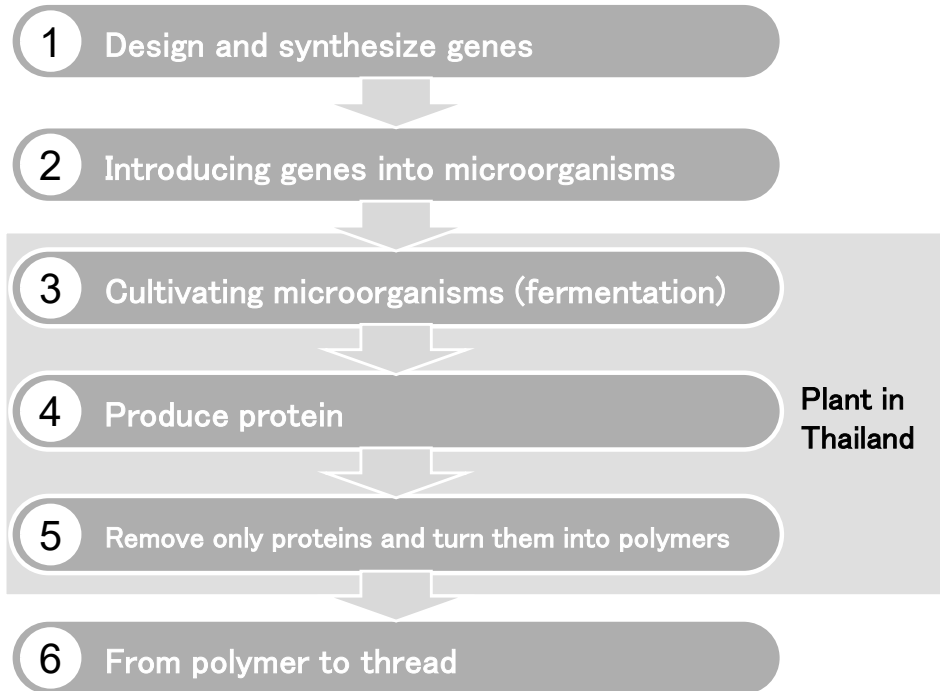 1 Design and synthesize genes
2 Introducing genes into microorganisms
3 Cultivating microorganisms (fermentation)
4 Produce protein
Plant in
Thailand
5 Remove only proteins and turn them into polymers
6 From polymer to thread